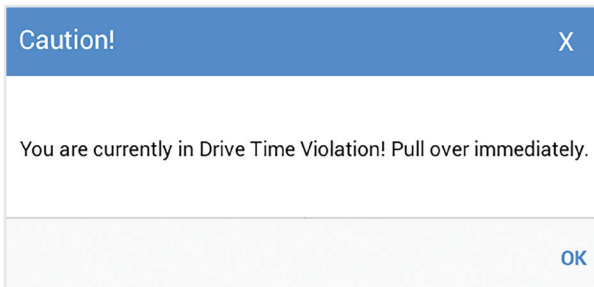 Caution! X
You are currently in Drive Time Violation! Pull over immediately.
OK